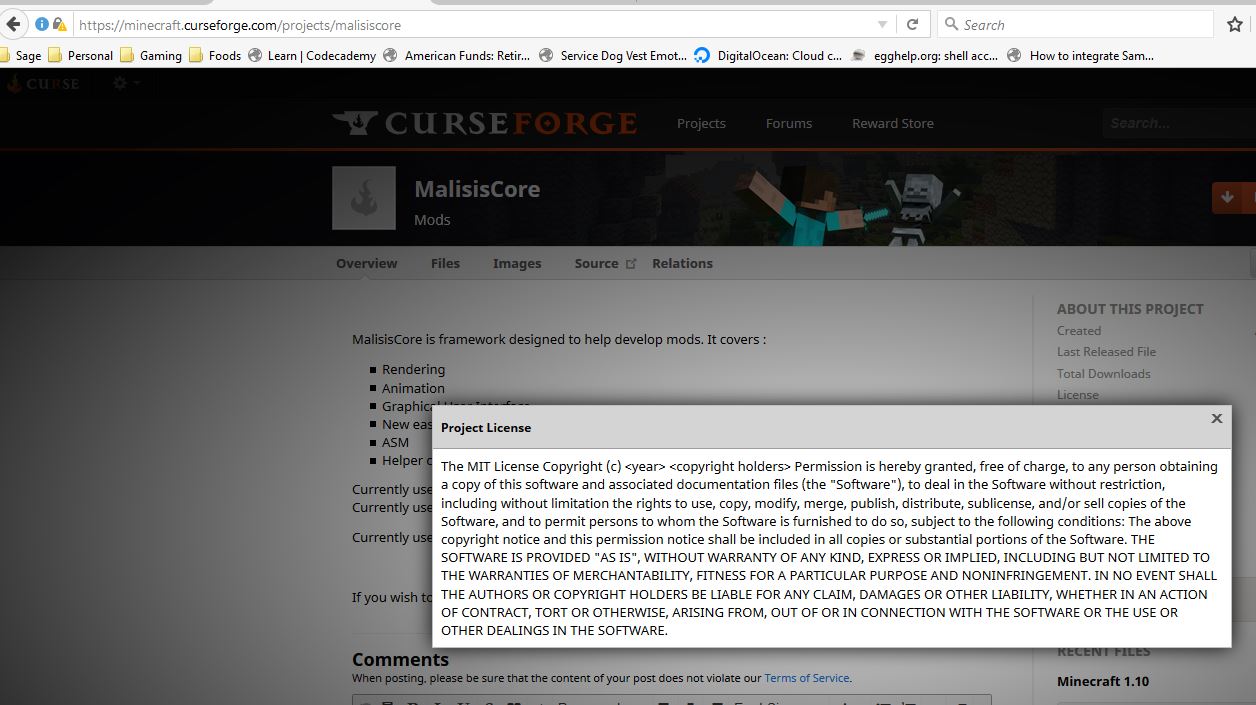 https://minecraft.curseforge.com/projects/malisiscore
Search
Sage Personal Gaming Foods Learn | Codecademy American Funds: Retir... Service Dog Vest Emot... DigitalOcean: Cloud c... egghelp.org: shell acc... How to integrate Sam...
CURSE
CURSEFORGE Projects Forums Reward Store Search...
MalisisCore
Mods
Overview Files Images Source Relations
ABOUT THIS PROJECT
Created
Last Released File
Total Downloads
License
MalisisCore is framework designed to help develop mods. It covers :
Rendering
Animation
Graphical User Interface
New eas
ASM
Helper c
Currently use
Currently use
Currently use
If you wish to
Project License
The MIT License Copyright (c) <year> <copyright holders> Permission is hereby granted, free of charge, to any person obtaining
a copy of this software and associated documentation files (the "Software"), to deal in the Software without restriction,
including without limitation the rights to use, copy, modify, merge, publish, distribute, sublicense, and/or sell copies of the
Software, and to permit persons to whom the Software is furnished to do so, subject to the following conditions: The above
copyright notice and this permission notice shall be included in all copies or substantial portions of the Software. THE
SOFTWARE IS PROVIDED "AS IS", WITHOUT WARRANTY OF ANY KIND, EXPRESS OR IMPLIED, INCLUDING BUT NOT LIMITED TO
THE WARRANTIES OF MERCHANTABILITY, FITNESS FOR A PARTICULAR PURPOSE AND NONINFRINGEMENT. IN NO EVENT SHALL
THE AUTHORS OR COPYRIGHT HOLDERS BE LIABLE FOR ANY CLAIM, DAMAGES OR OTHER LIABILITY, WHETHER IN AN ACTION
OF CONTRACT, TORT OR OTHERWISE, ARISING FROM, OUT OF OR IN CONNECTION WITH THE SOFTWARE OR THE USE OR
OTHER DEALINGS IN THE SOFTWARE.
RECENT FILES
Minecraft 1.10
Comments
When posting, please be sure that the content of your post does not violate our Terms of Service.